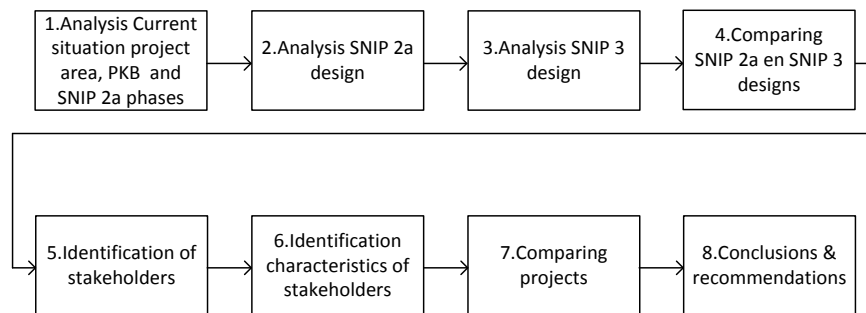 1.Analysis Current
situation project
area, PKB and
SNIP 2a phases
2.Analysis SNIP 2a
design
3.Analysis SNIP 3
design
4.Comparing
SNIP 2a en SNIP 3
designs
5.Identification of
stakeholders
6.Identification
characteristics of
stakeholders
7.Comparing
projects
8.Conclusions &
recommendations